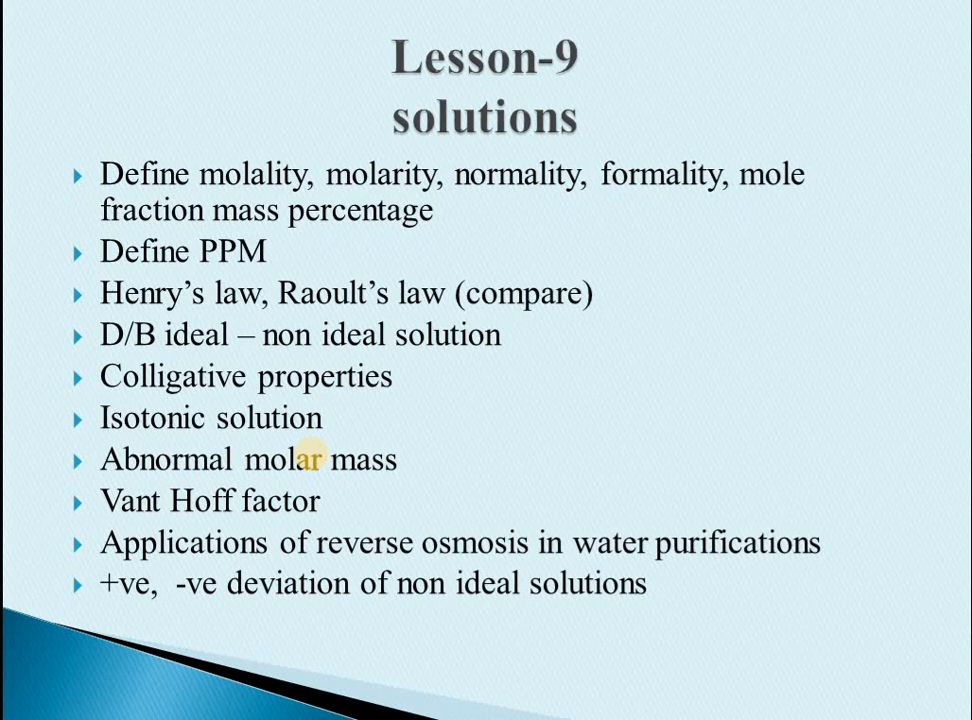 Lesson-9
solutions
Define molality, molarity, normality, formality, mole
fraction mass percentage
Define PPM
Henry's law, Raoult's law (compare)
D/B ideal – non ideal solution
Colligative properties
Isotonic solution
Abnormal molar mass
Vant Hoff factor
Applications of reverse osmosis in water purifications
+ve, -ve deviation of non ideal solutions